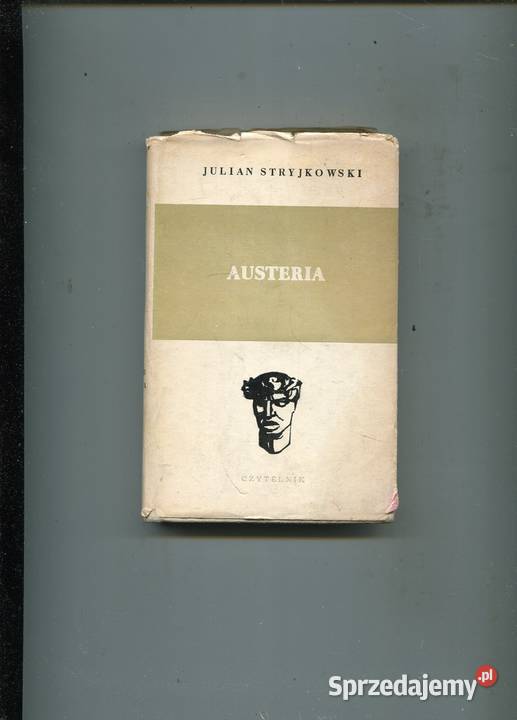 JULIAN STRYJKOWSKI
AUSTERIA
CZYTELNIK
Sprzedajemy.pl